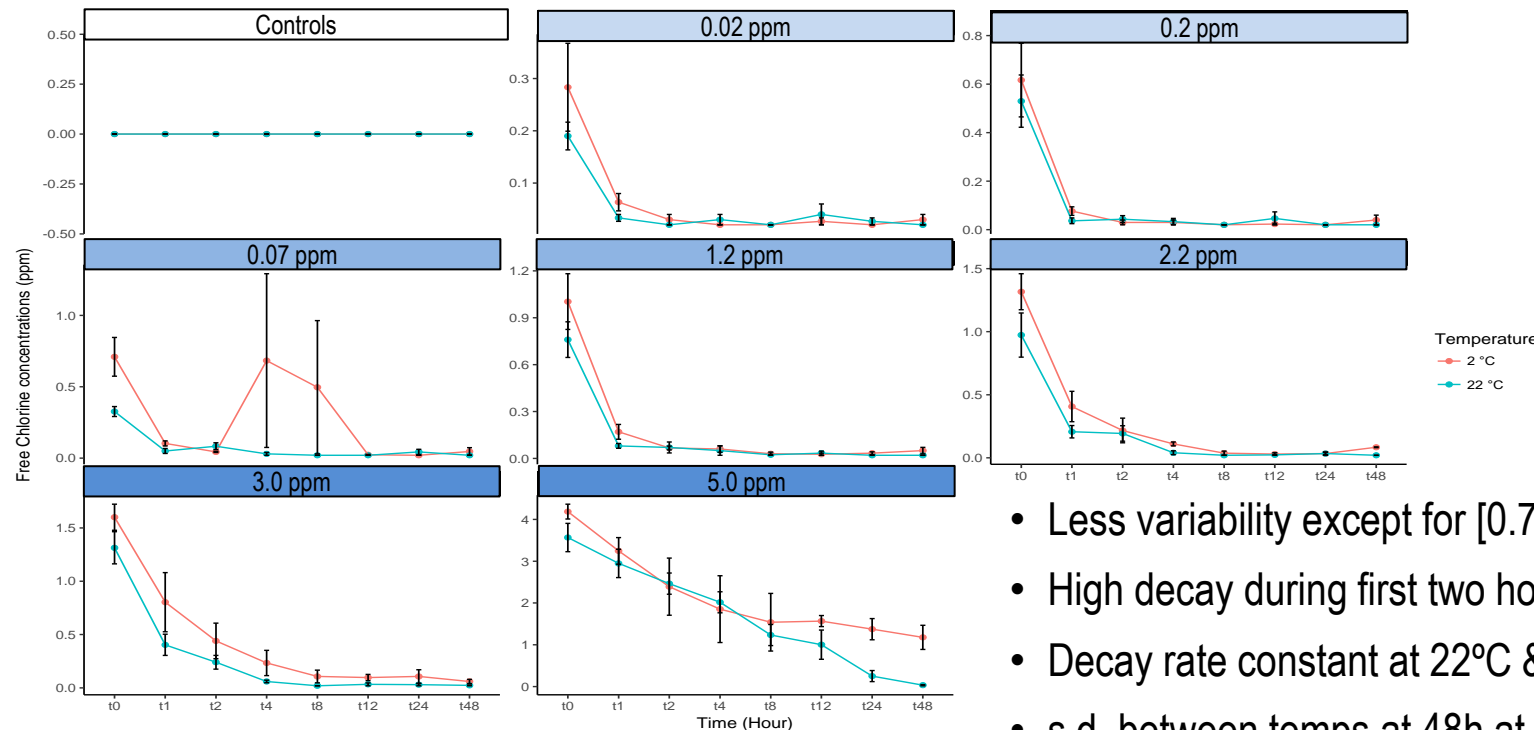 Controls
0.02 ppm
0.2 ppm
0.50
0.25
0.00
-0.25
-0.50
0.3
0.2
0.1
0.8
0.6
0.4
0.2
0.0
0.07 ppm
1.2 ppm
2.2 ppm
1.0
0.5
0.0
1.2
0.9
0.6
0.3
0.0
1.5
1.0
0.5
0.0
t0 t1 t2 t4 t8 t12 t24 t48
3.0 ppm
5.0 ppm
1.5
1.0
0.5
0.0
4
3
2
1
0
t0 t1 t2 t4 t8 t12 t24 t48
t0 t1 t2 t4 t8 t12 t24 t48
Time (Hour)
Free Chlorine concentrations (ppm)
Temperature
2 °C
22 °C
• Less variability except for [0.7
• High decay during first two ho
• Decay rate constant at 22ºC &
• s.d. between temps at 48h at